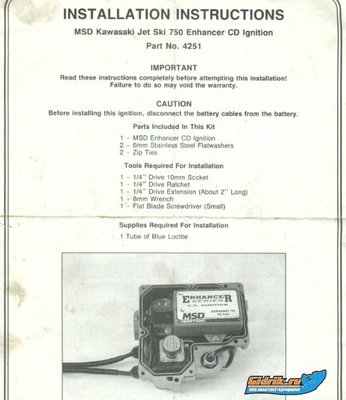 INSTALLATION INSTRUCTIONS
MSD Kawasaki Jet Ski 750 Enhancer CD Ignition
Part No. 4251
IMPORTANT
Read these instructions completely before attempting this installation!
Failure to do so may void the warranty.
CAUTION
Before installing this ignition, disconnect the battery cables from the battery.
Parts Included In This Kit
1 - MSD Enhancer CD Ignition
2 - 6mm Stainless Steel Flatwashers
2 - Zip Ties
Tools Required For Installation
1 - 1/4" Drive 10mm Socket
1 - 1/4" Drive Ratchet
1 - 1/4" Drive Extension (About 2" Long)
1 - 8mm Wrench
1 - Flat Blade Screwdriver (Small)
Supplies Required For Installation
1 Tube of Blue Loctite
ENHANCER
SERIES
C.D. IGNITION
MSD
Gidrik.ru